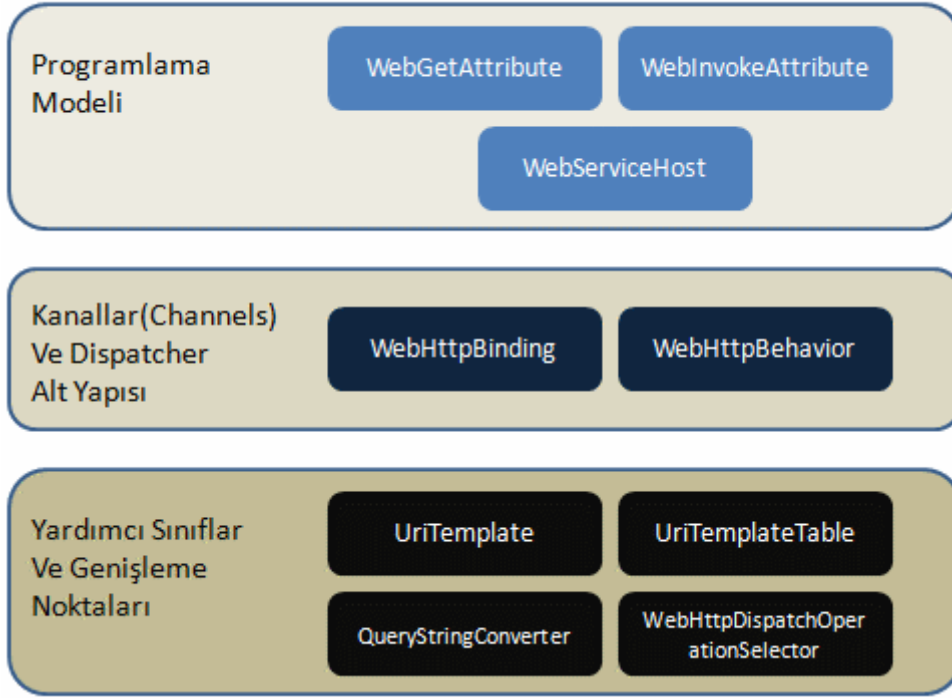 Programlama
Modeli
WebGetAttribute
WebInvokeAttribute
WebServiceHost
Kanallar(Channels)
Ve Dispatcher
Alt Yapısı
WebHttpBinding
WebHttpBehavior
Yardımcı Sınıflar
Ve Genişleme
Noktaları
UriTemplate
UriTemplateTable
QueryStringConverter
WebHttpDispatchOper
ationSelector